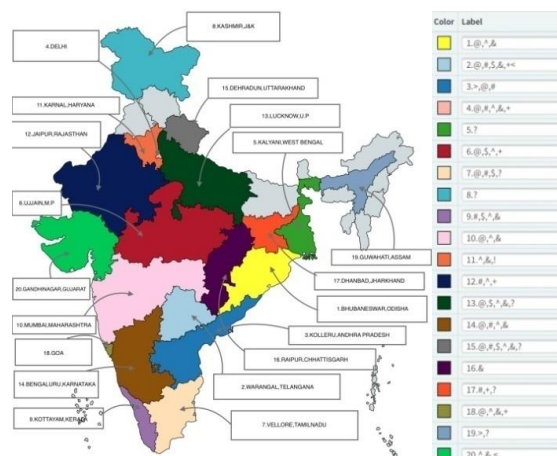 8.KASHMIR,J&K
4.DELHI
15.DEHRADUN,UTTARAKHAND
11.KARNAL,HARYANA
13.LUCKNOW,U.P
12.JAIPUR,RAJASTHAN
5.KALYANI,WEST BENGAL
6.UJJAIN,M.P
19.GUWAHATI,ASSAM
17.DHANBAD,JHARKHAND
20.GANDHNAGAR,GUJARAT
1.BHUBANESWAR,ODISHA
10.MUMBAI,MAHARASHTRA
3.KOLLERU,ANDHRA PRADESH
18.GOA
16.RAIPUR,CHHATTISGARH
14.BENGALURU,KARNATAKA
2.WARANGAL,TELANGANA
9.KOTTAYAM,KERALA
7.VELLORE,TAMILNADU
Color Label
1.@,^,&
2.@,#,$,&,+<
3.>,@,#
4.@,#,^,&,+
5.?
6.@,$,^,+
7.@,#,$,?
8.?
9.#,$,^,&
10.@,^,&
11.^,&,!
12.#,^,+
13.@,$,^,&,?
14.@,#,^,&
15.@,#,$,^,&,?
16.&
17.#,+,?
18.@,^,&,+
19.>,?
20.^,&,<